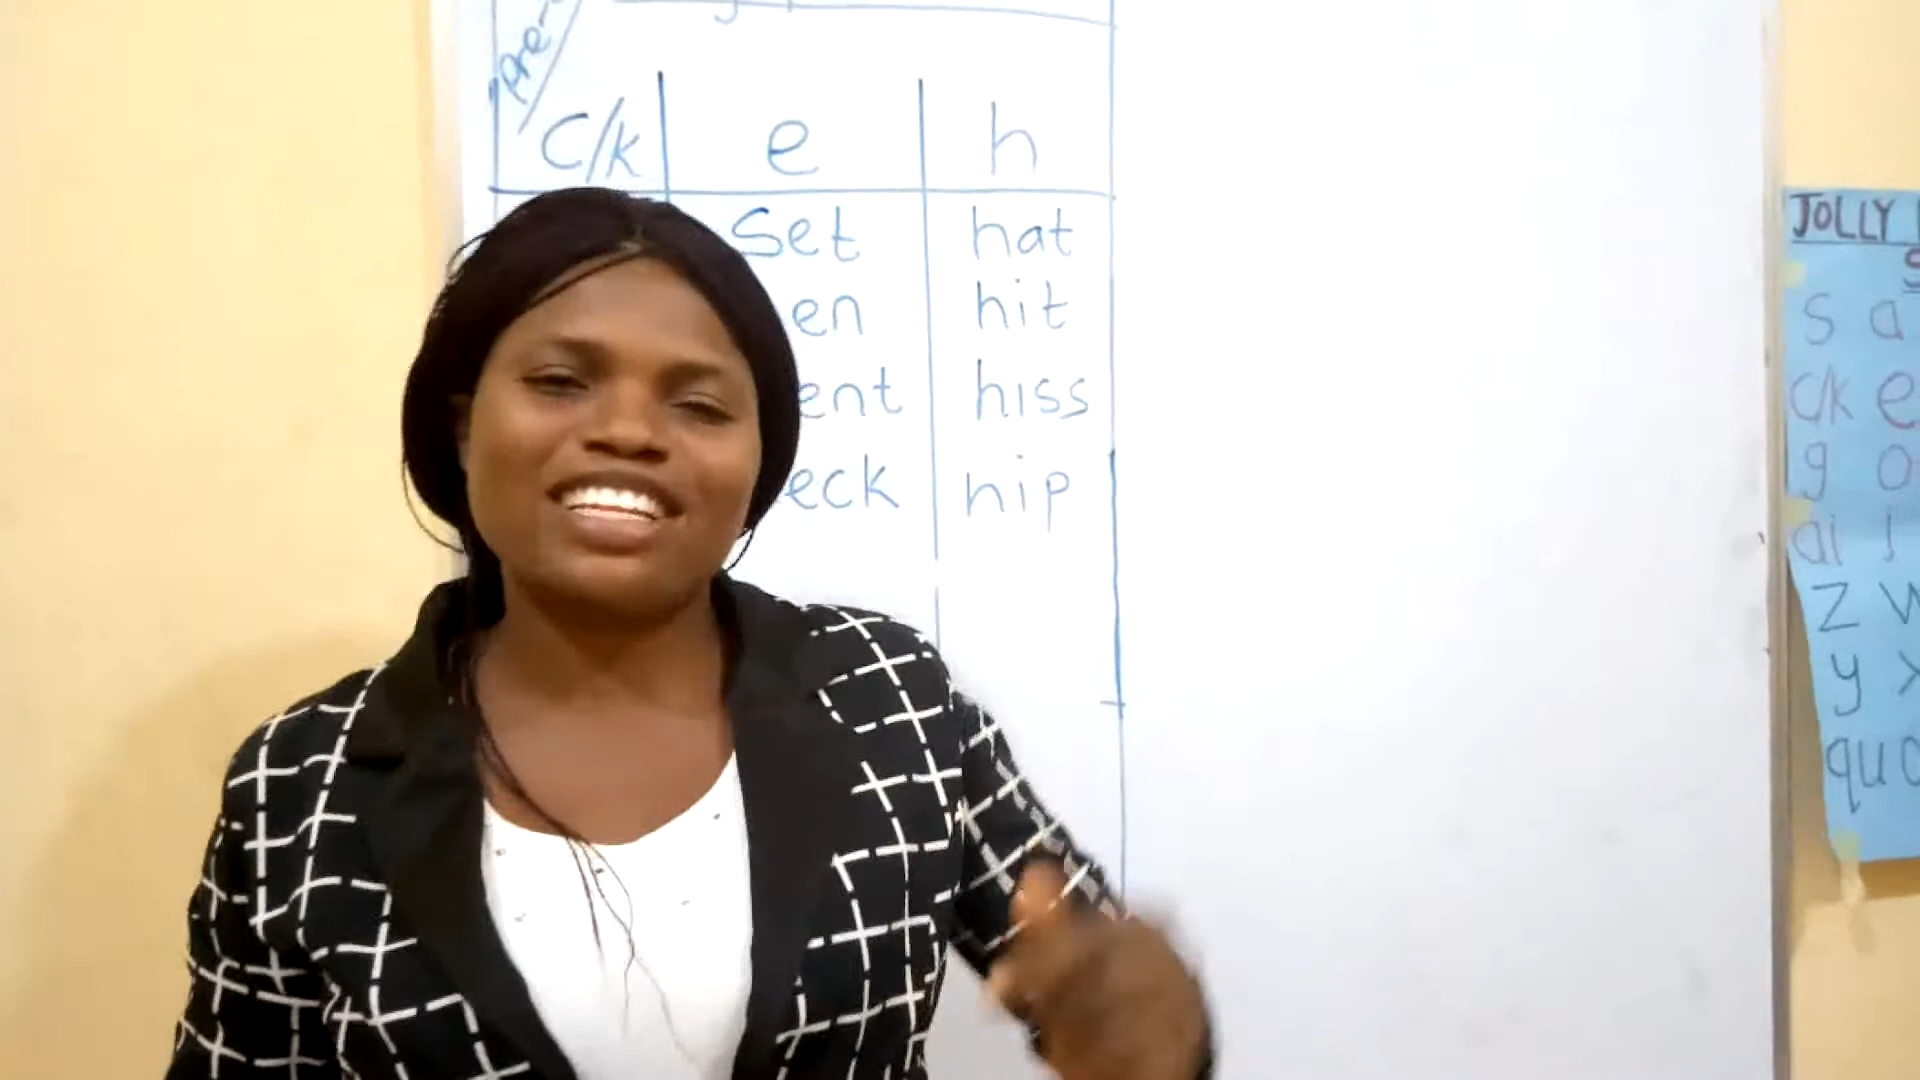 Pre-
c/k e h
Set hat
en hit
ent hiss
eck hip
JOLLY
S
s a
c/k e
g o
ai
z w
y x
qu